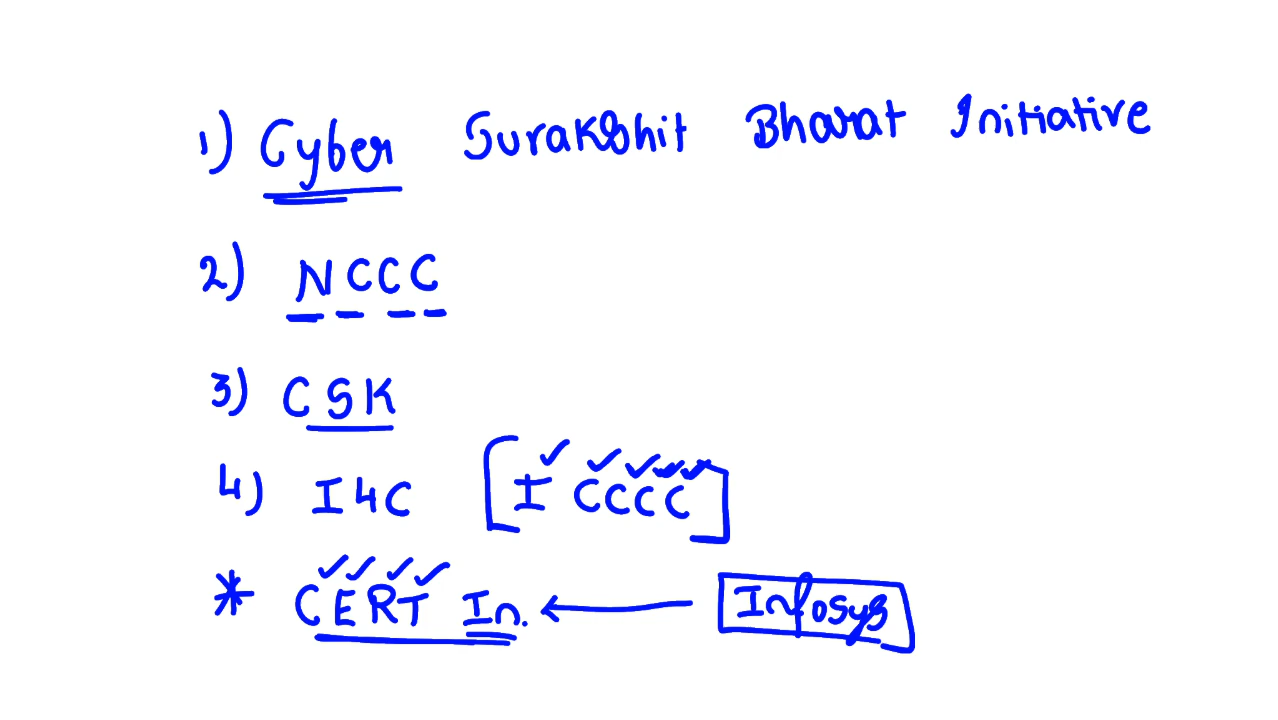 1) Cyber Surakshit Bharat Initiative
2) NCCC
3) CSK
4) I4C [I CCCC]
* CERT In. ← Infosys